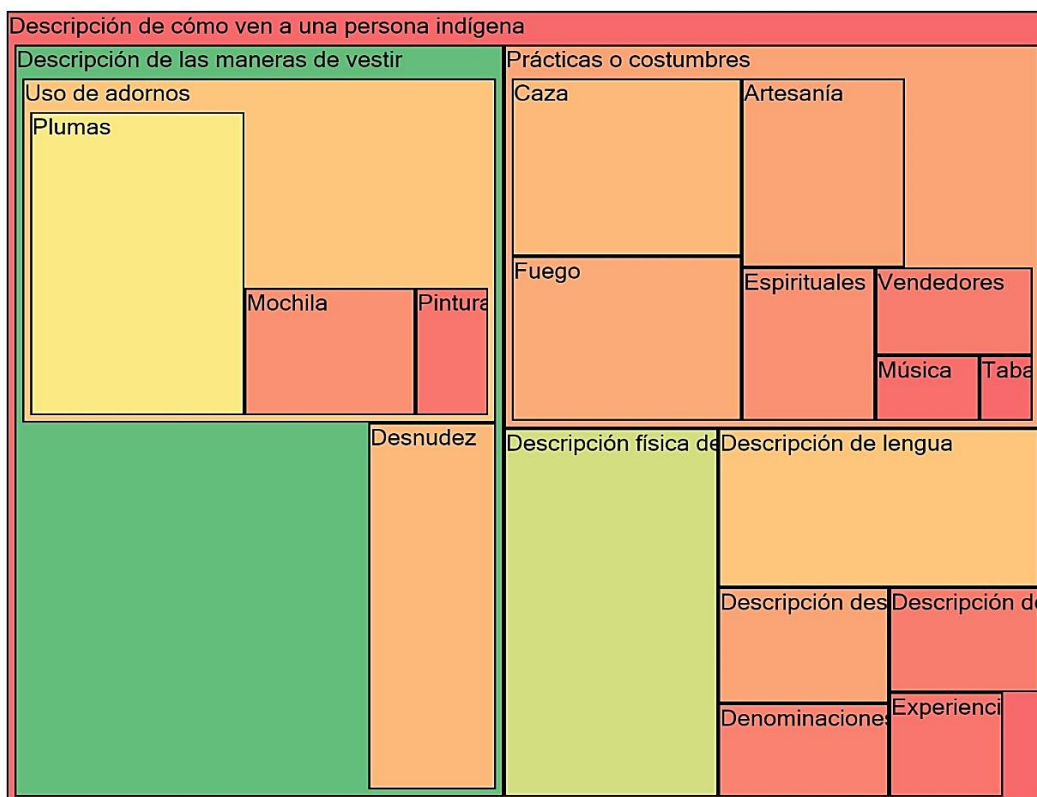 Descripción de cómo ven a una persona indígena
Descripción de las maneras de vestir
Uso de adornos
Plumas
Mochila
Pintura
Desnudez
Prácticas o costumbres
Caza
Artesanía
Fuego
Espirituales
Vendedores
Música
Taba
Descripción física de
Descripción de lengua
Descripción des
Descripción de
Denominaciones
Experienci